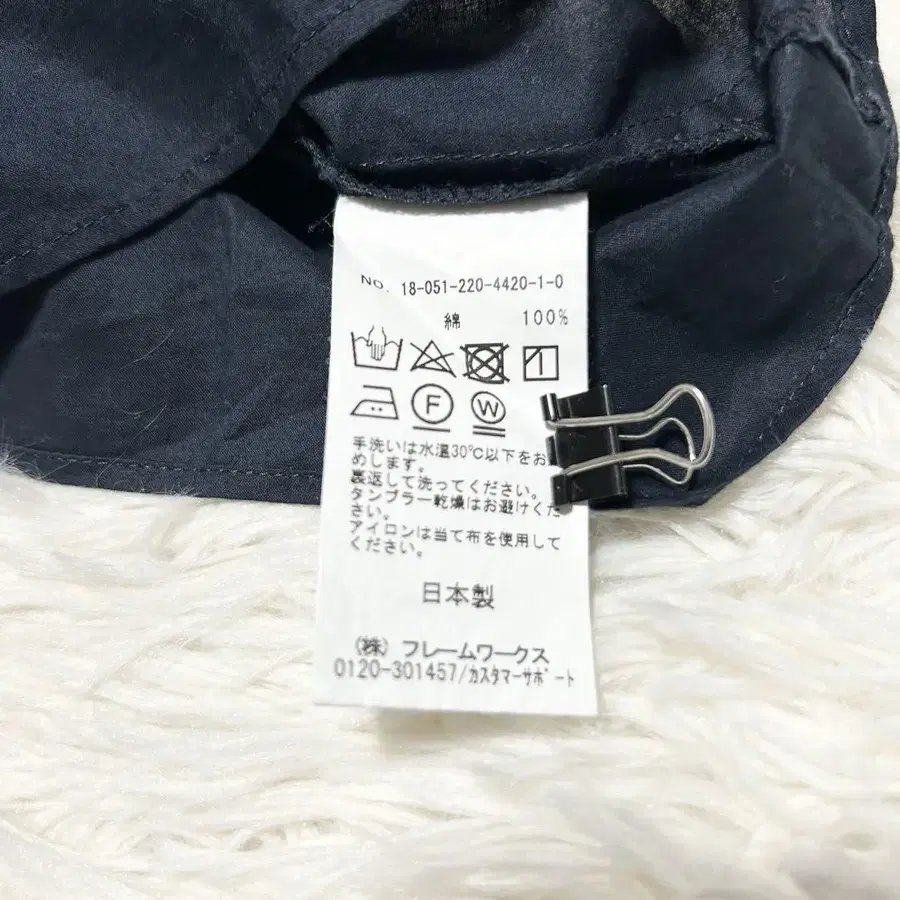 NO. 18-051-220-4420-1-0
綿 100%
F W
手洗いは水温30℃以下をお
めします。
裏返して洗ってください。
タンブラー乾燥はお避けくだ
さい。
アイロンは当て布を使用して
ください。
日本製
(株) フレームワークス
0120-301457/カスタマーサポート